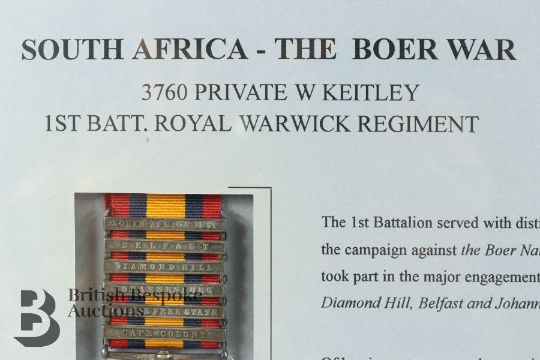 SOUTH AFRICA - THE BOER WAR
3760 PRIVATE W KEITLEY
1ST BATT. ROYAL WARWICK REGIMENT
SOUTH AFRICA
BELFAST
DIAMOND HILL
FREE STATE
CAPE COLONY
The 1st Battalion served with disti
the campaign against the Boer Na
took part in the major engagement
Diamond Hill, Belfast and Johann
B
British Bespoke
Auctions